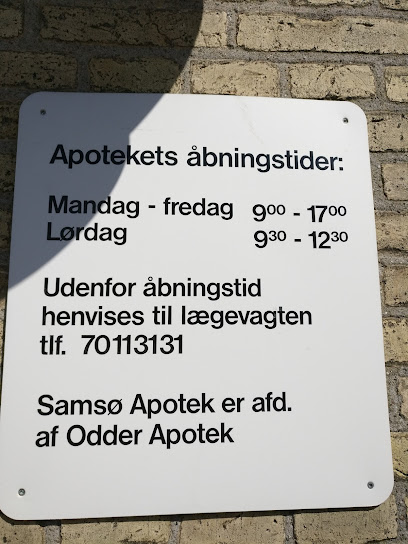 Apotekets åbningstider:
Mandag - fredag 9⁰⁰ - 17⁰⁰
Lørdag 9³⁰ - 12³⁰
Udenfor åbningstid
henvises til lægevagten
tlf. 70113131
Samsø Apotek er afd.
af Odder Apotek